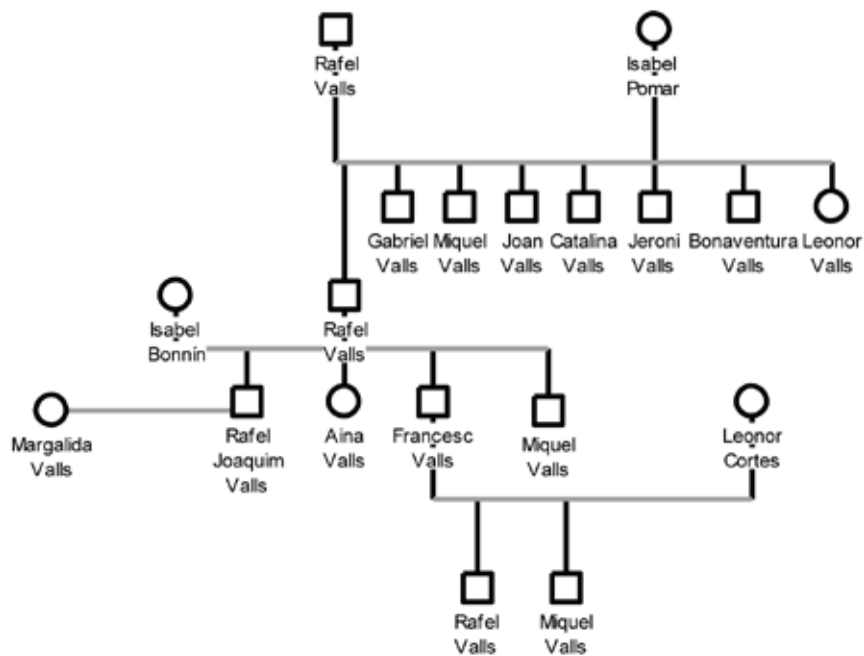 Rafel
Valls
Isabel
Pomar
Gabriel
Valls
Miquel
Valls
Joan
Valls
Catalina
Valls
Jeroni
Valls
Bonaventura
Valls
Leonor
Valls
Isabel
Bonnín
Rafel
Valls
Margalida
Valls
Rafel
Joaquim
Valls
Aina
Valls
Françesc
Valls
Miquel
Valls
Leonor
Cortes
Rafel
Valls
Miquel
Valls